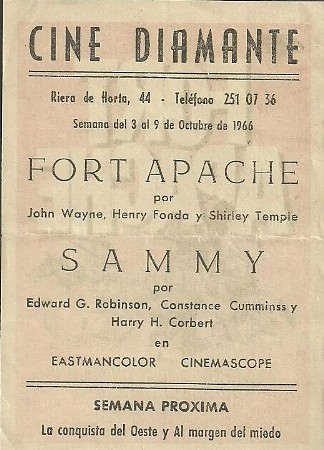 CINE DIAMANTE
Riera de Horta, 44 - Teléfono 251 07 36
Semana del 3 al 9 de Octubre de 1966
FORT APACHE
por
John Wayne, Henry Fonda y Shirley Temple
SAMMY
por
Edward G. Robinson, Constance Cumminss y
Harry H. Corbert
en
EASTMANCOLOR CINEMASCOPE
SEMANA PROXIMA
La conquista del Oeste y Al margen del miedo